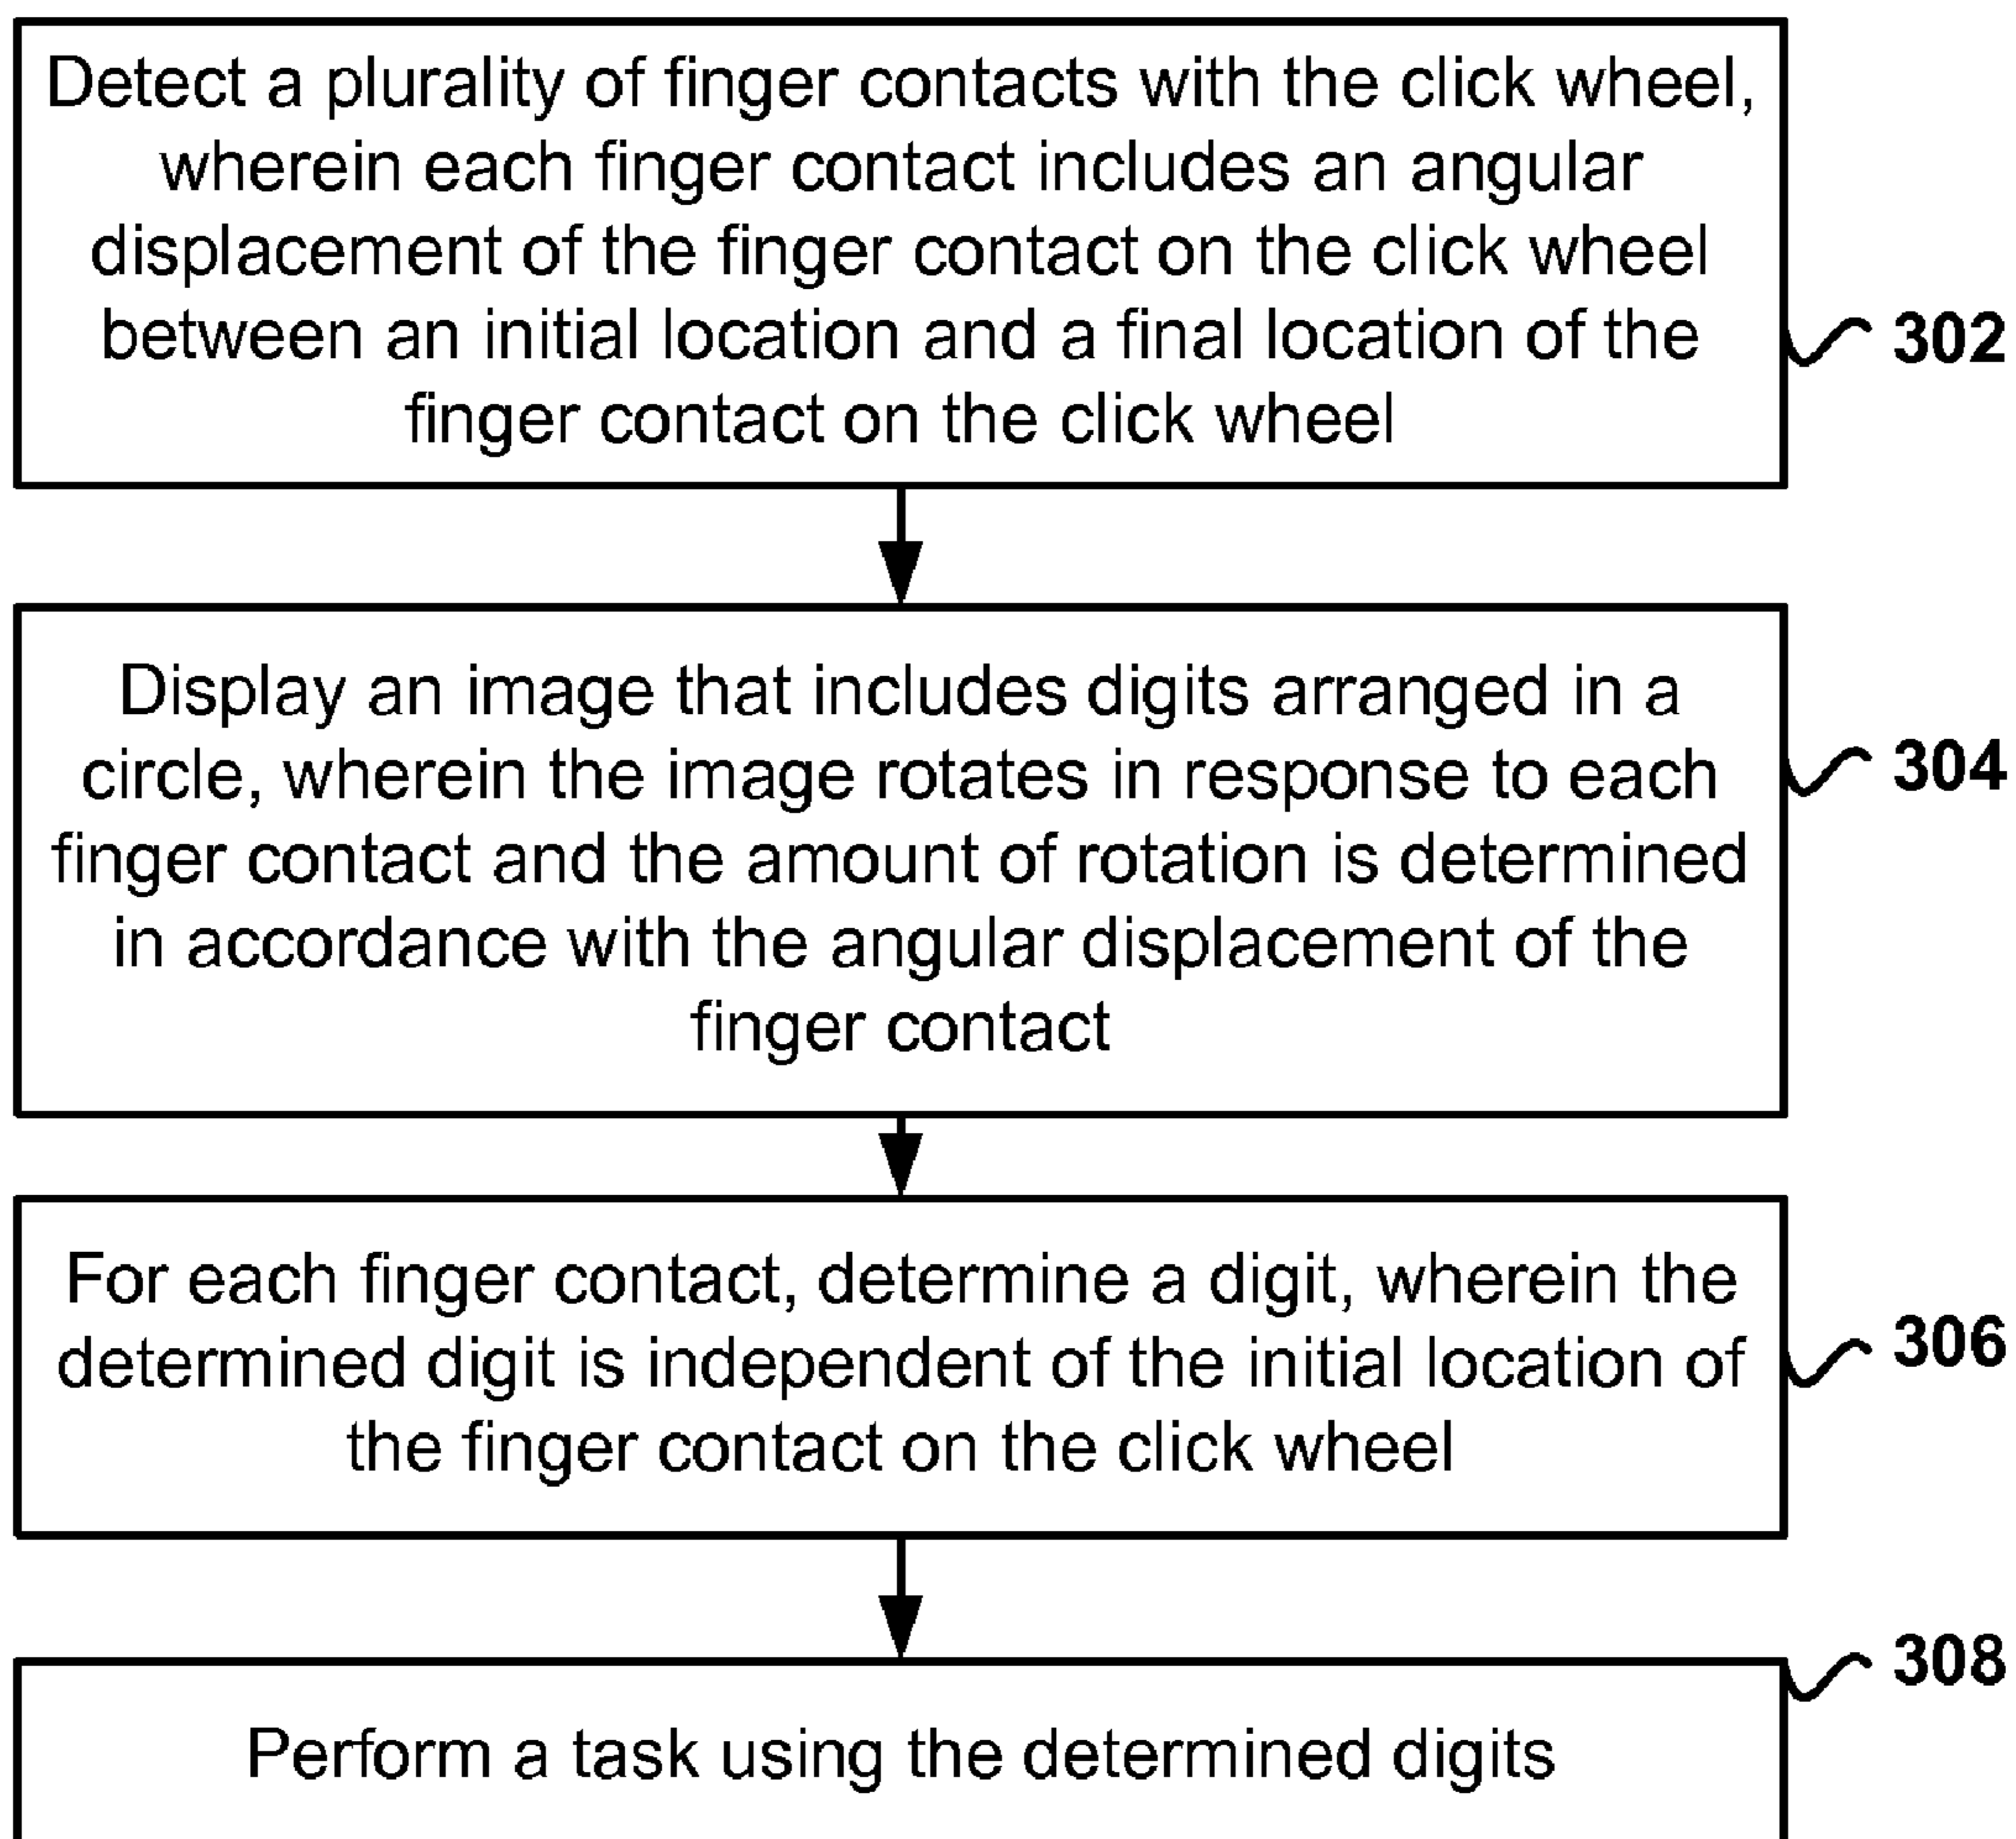 Detect a plurality of finger contacts with the click wheel,
wherein each finger contact includes an angular
displacement of the finger contact on the click wheel
between an initial location and a final location of the
finger contact on the click wheel
302
Display an image that includes digits arranged in a
circle, wherein the image rotates in response to each
finger contact and the amount of rotation is determined
in accordance with the angular displacement of the
finger contact
304
For each finger contact, determine a digit, wherein the
determined digit is independent of the initial location of
the finger contact on the click wheel
306
308
Perform a task using the determined digits